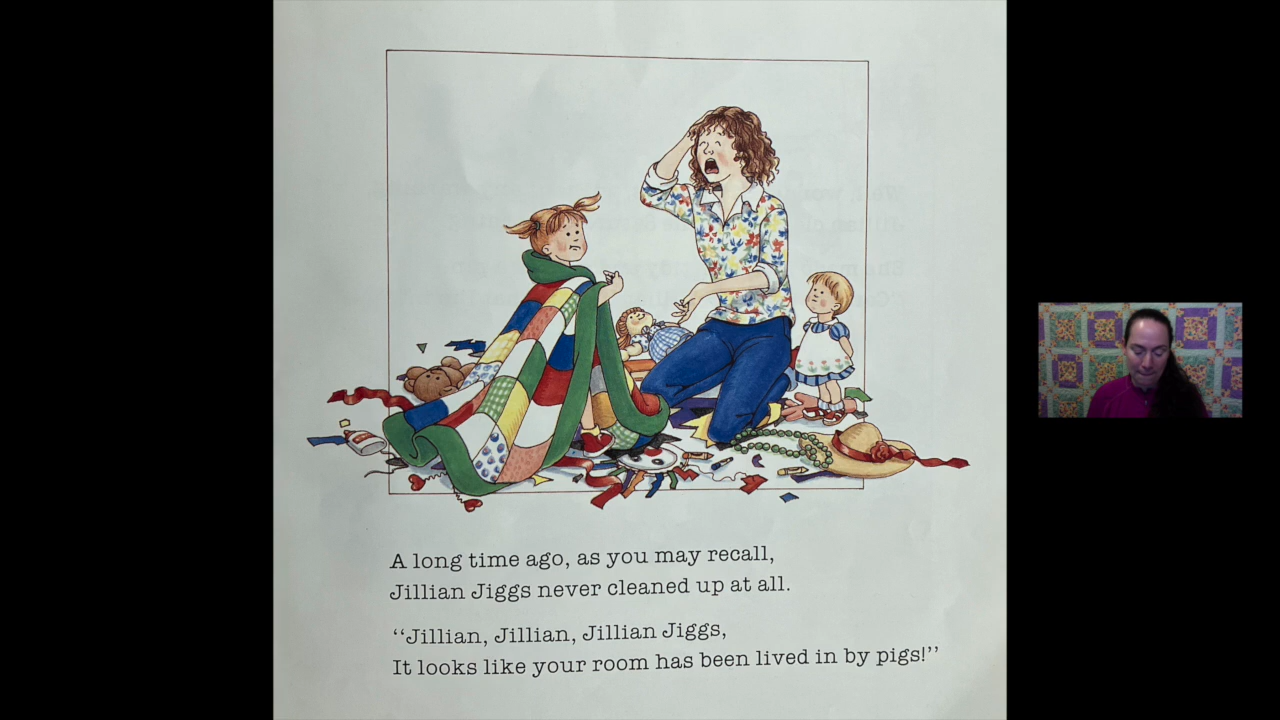 A long time ago, as you may recall,
Jillian Jiggs never cleaned up at all.
‘‘Jillian, Jillian, Jillian Jiggs,
It looks like your room has been lived in by pigs!’’